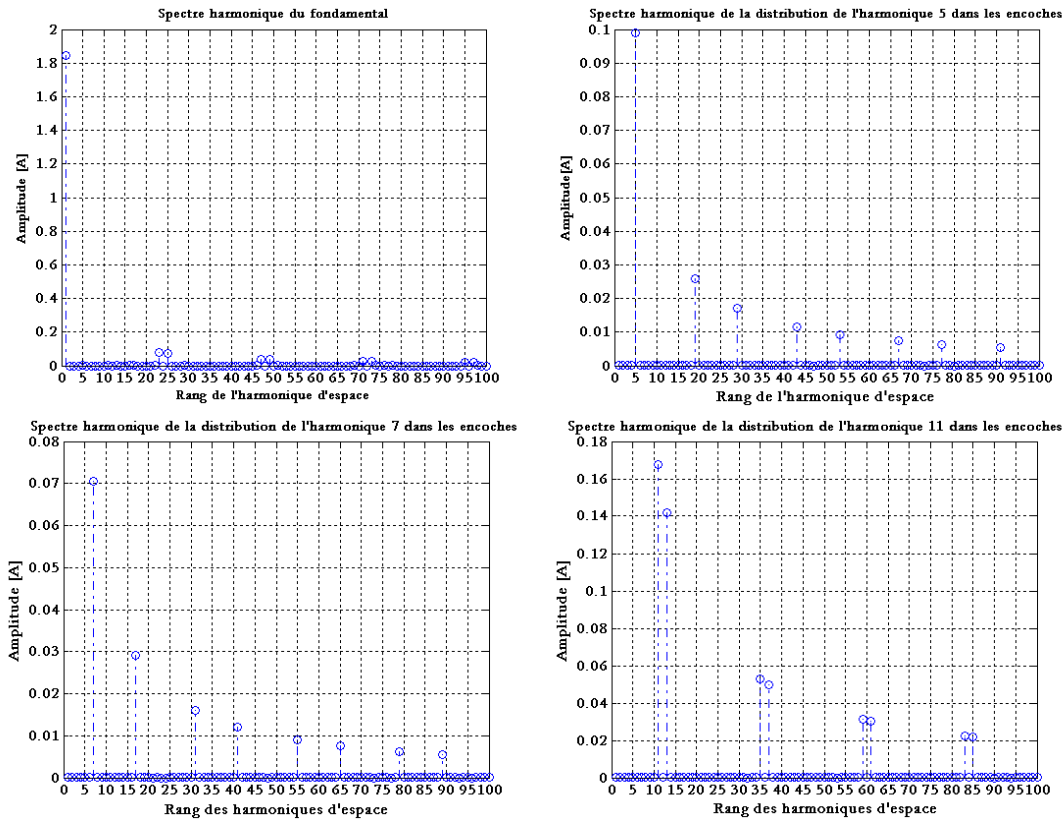 Spectre harmonique du fondamental
2
1.8
1.6
1.4
1.2
1
0.8
0.6
0.4
0.2
0
Amplitude [A]
0 5 10 15 20 25 30 35 40 45 50 55 60 65 70 75 80 85 90 95 100
Rang de l'harmonique d'espace
Spectre harmonique de la distribution de l'harmonique 5 dans les encoches
0.1
0.09
0.08
0.07
0.06
0.05
0.04
0.03
0.02
0.01
0
Amplitude[A]
0 5 10 15 20 25 30 35 40 45 50 55 60 65 70 75 80 85 90 95 100
Rang de l'harmonique d'espace
Spectre harmonique de la distribution de l'harmonique 7 dans les encoches
0.08
0.07
0.06
0.05
0.04
0.03
0.02
0.01
0
Amplitude [A]
0 5 10 15 20 25 30 35 40 45 50 55 60 65 70 75 80 85 90 95 100
Rang des harmoniques d'espace
Spectre harmonique de la distribution de l'harmonique 11 dans les encoches
0.18
0.16
0.14
0.12
0.1
0.08
0.06
0.04
0.02
0
Amplitude [A]
0 5 10 15 20 25 30 35 40 45 50 55 60 65 70 75 80 85 90 95 100
Rang des harmoniques d'espace